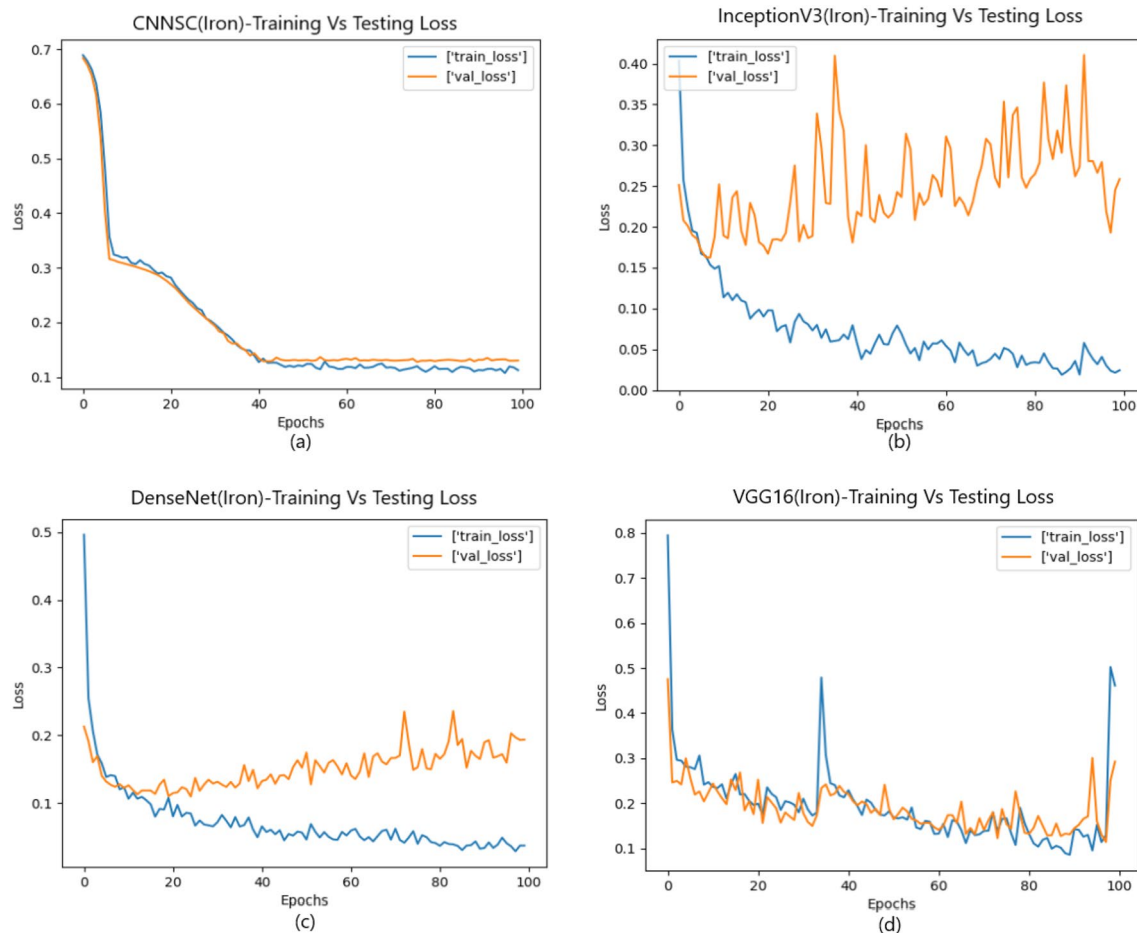 CNNSC(Iron)-Training Vs Testing Loss
0.7
0.6
0.5
0.4
0.3
0.2
0.1
Loss
['train_loss']
['val_loss']
0 20 40 60 80 100
Epochs
(a)
InceptionV3(Iron)-Training Vs Testing Loss
0.40
0.35
0.30
0.25
0.20
0.15
0.10
0.05
0.00
Loss
['train_loss']
['val_loss']
0 20 40 60 80 100
Epochs
(b)
DenseNet(Iron)-Training Vs Testing Loss
0.5
0.4
0.3
0.2
0.1
Loss
['train_loss']
['val_loss']
0 20 40 60 80 100
Epochs
(c)
VGG16(Iron)-Training Vs Testing Loss
0.8
0.7
0.6
0.5
0.4
0.3
0.2
0.1
Loss
['train_loss']
['val_loss']
0 20 40 60 80 100
Epochs
(d)